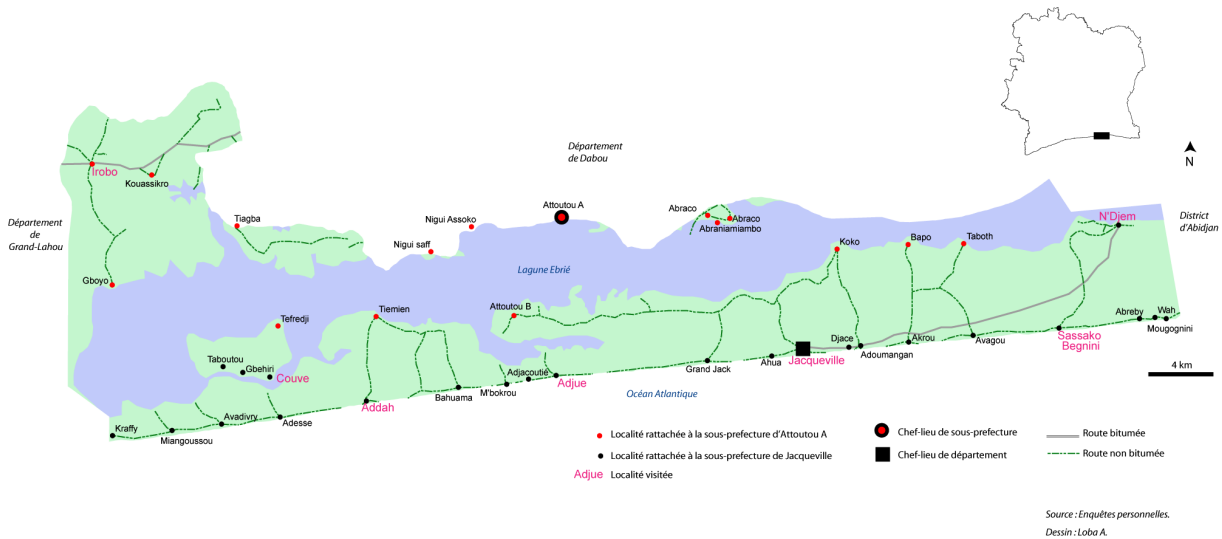 Département
de Dabou
N
Irobo
Kouassikro
Attoutou A
Abraco
Abraco
Abraniamiambo
N'Djem
District
d'Abidjan
Département
de
Grand-Lahou
Tiagba
Nigui Assoko
Nigui saff
Koko
Bapo
Taboth
Lagune Ebrié
Gboyo
Tefredji
Tiemien
Attoutou B
Taboutou
Gbehiri
Couve
Abreby
Wah
Mougognini
Sassako
Begnini
Avagou
Akrou
Djace
Adoumangan
Jacqueville
Ahua
Grand Jack
4 km
Adjacoutié
Adjue
M'bokrou
Bahuama
Océan Atlantique
Addah
Adesse
Avadivry
Miangoussou
Kraffy
Localité rattachée à la sous-prefecture d'Attoutou A
Localité rattachée à la sous-prefecture de Jacqueville
Adjue Localité visitée
Chef-lieu de sous-prefecture
Chef-lieu de département
Route bitumée
Route non bitumée
Source : Enquêtes personnelles.
Dessin : Loba A.